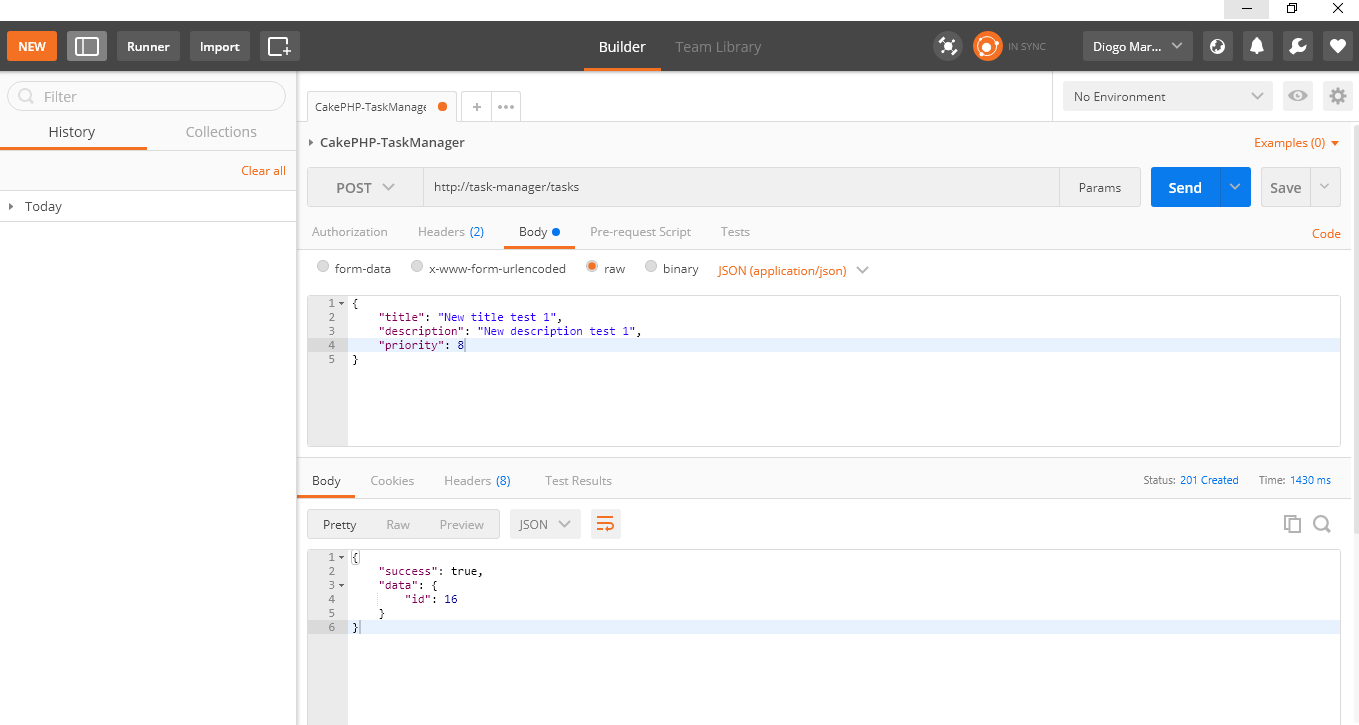 NEW Runner Import Builder Team Library IN SYNC Diogo Mar...
Filter
History Collections
Clear all
Today
CakePHP-TaskManage + ••• No Environment
CakePHP-TaskManager Examples (0)
POST http://task-manager/tasks Params Send Save
Authorization Headers (2) Body Pre-request Script Tests Code
form-data x-www-form-urlencoded raw binary JSON (application/json)
1 {
2 "title": "New title test 1",
3 "description": "New description test 1",
4 "priority": 8
5 }
Body Cookies Headers (8) Test Results Status: 201 Created Time: 1430 ms
Pretty Raw Preview JSON
1 {
2 "success": true,
3 "data": {
4 "id": 16
5 }
6 }